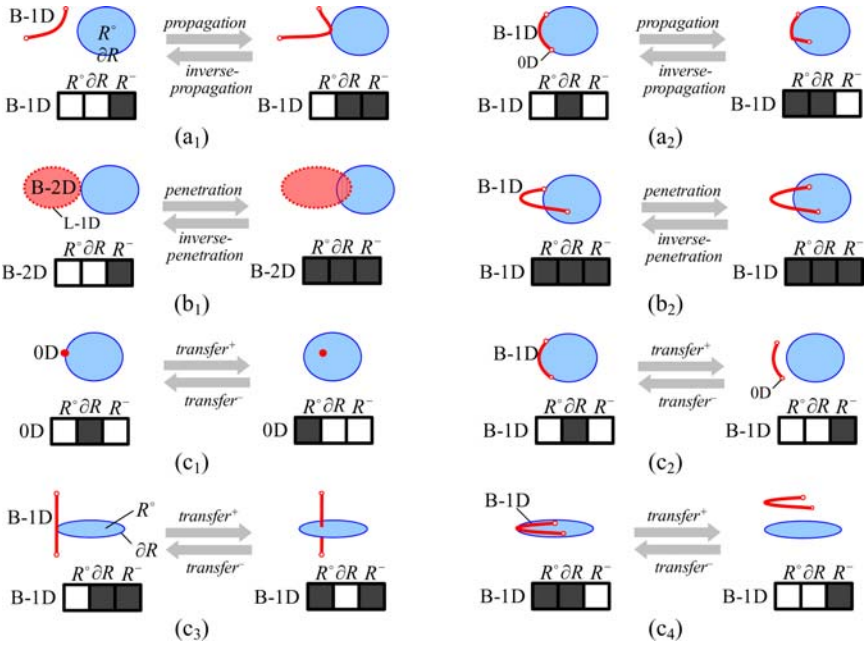 B-1D R° ∂R propagation inverse-propagation
R° ∂R R⁻ R° ∂R R⁻
B-1D B-1D
(a₁)
B-1D 0D propagation inverse-propagation
R° ∂R R⁻ R° ∂R R⁻
B-1D B-1D
(a₂)
B-2D L-1D penetration inverse-penetration
R° ∂R R⁻ R° ∂R R⁻
B-2D B-2D
(b₁)
B-1D penetration inverse-penetration
R° ∂R R⁻ R° ∂R R⁻
B-1D B-1D
(b₂)
0D transfer⁺ transfer⁻
R° ∂R R⁻ R° ∂R R⁻
0D 0D
(c₁)
B-1D transfer⁺ transfer⁻ 0D
R° ∂R R⁻ R° ∂R R⁻
B-1D B-1D
(c₂)
B-1D R° ∂R transfer⁺ transfer⁻
R° ∂R R⁻ R° ∂R R⁻
B-1D B-1D
(c₃)
B-1D transfer⁺ transfer⁻
R° ∂R R⁻ R° ∂R R⁻
B-1D B-1D
(c₄)